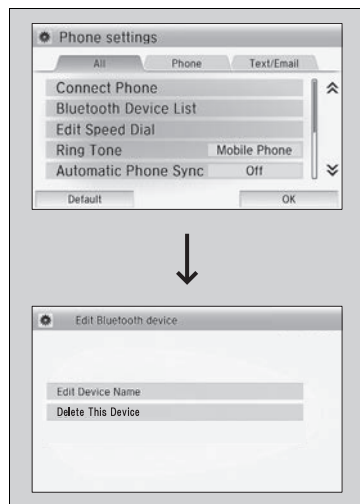 Phone settings
All Phone Text/Email
Connect Phone
Bluetooth Device List
Edit Speed Dial
Ring Tone Mobile Phone
Automatic Phone Sync Off
Default OK
Edit Bluetooth device
Edit Device Name
Delete This Device